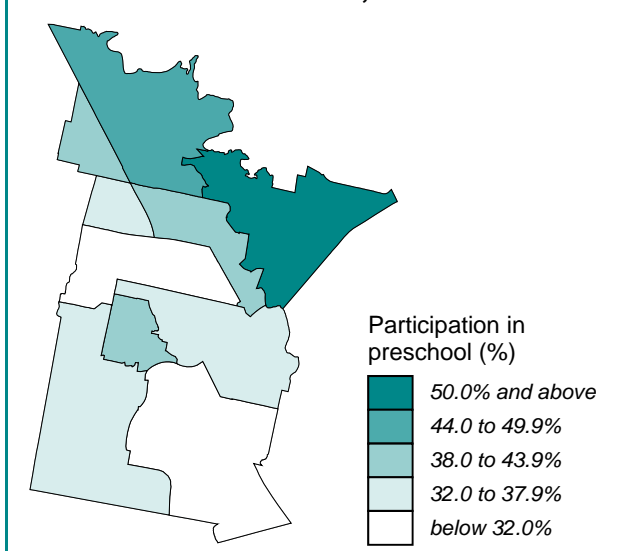 Participation in
preschool (%)
50.0% and above
44.0 to 49.9%
38.0 to 43.9%
32.0 to 37.9%
below 32.0%